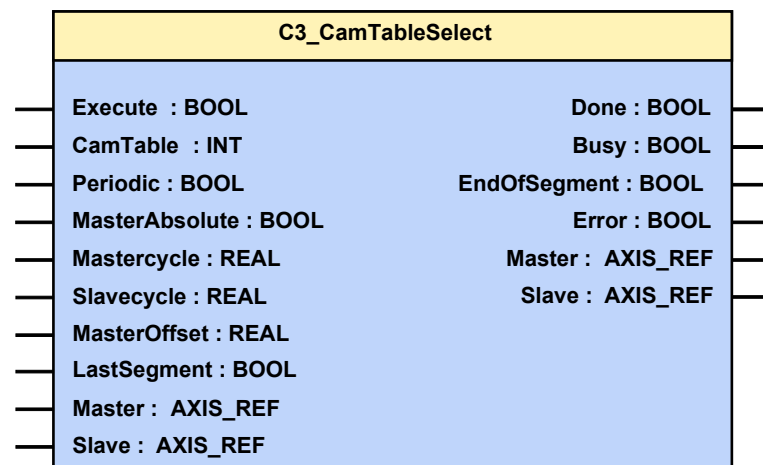 C3_CamTableSelect
Execute : BOOL Done : BOOL
CamTable : INT Busy : BOOL
Periodic : BOOL EndOfSegment : BOOL
MasterAbsolute : BOOL Error : BOOL
Mastercycle : REAL Master : AXIS_REF
Slavecycle : REAL Slave : AXIS_REF
MasterOffset : REAL
LastSegment : BOOL
Master : AXIS_REF
Slave : AXIS_REF